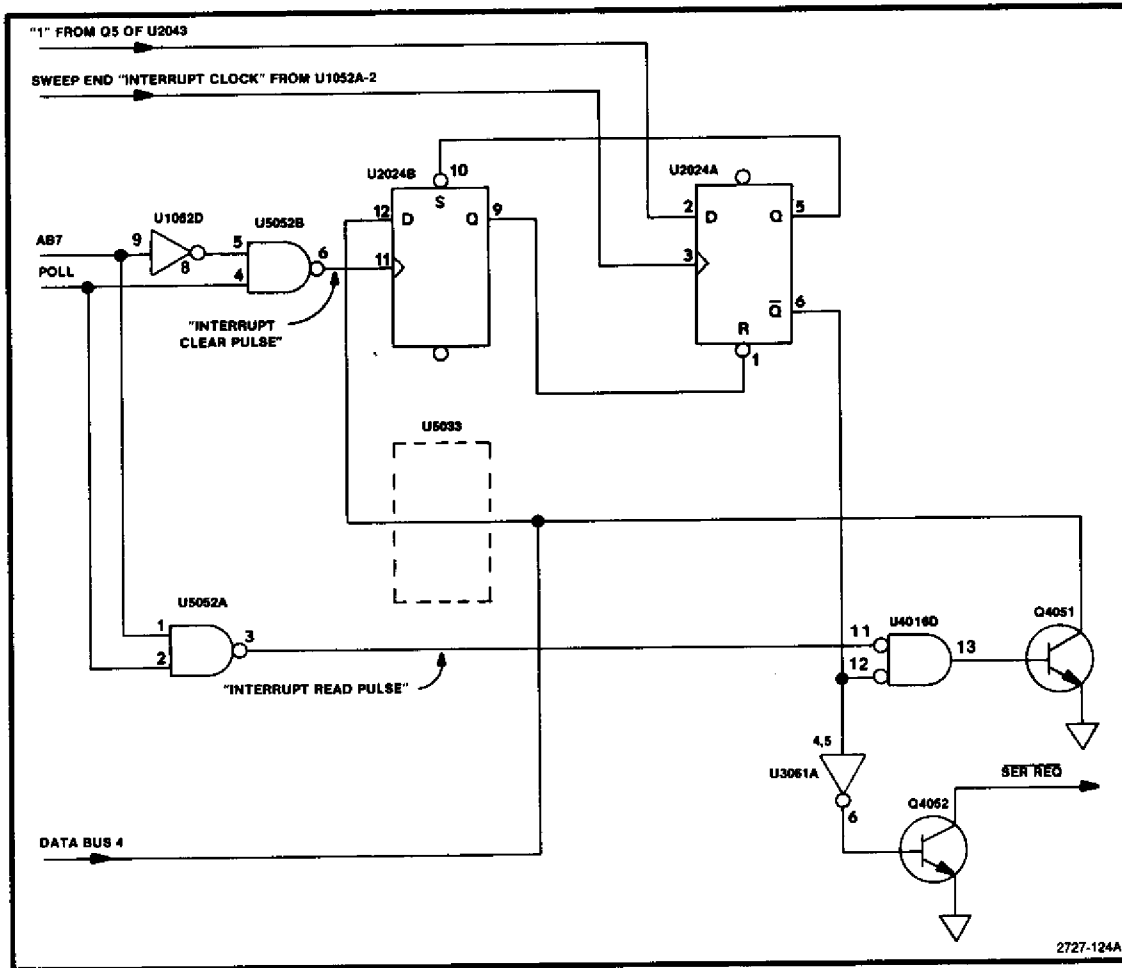 "1" FROM Q5 OF U2043
SWEEP END "INTERRUPT CLOCK" FROM U1052A-2
U2024B
10
S
12
D
Q
9
11
U2024A
2
D
Q
5
3
Q̅
6
R
1
U1062D
AB7
9
8
U5052B
5
6
POLL
4
"INTERRUPT
CLEAR PULSE"
U5033
U5052A
1
3
2
"INTERRUPT READ PULSE"
U4016D
11
12
13
Q4051
4,5
U3061A
6
Q4052
SER REQ
DATA BUS 4
2727-124A